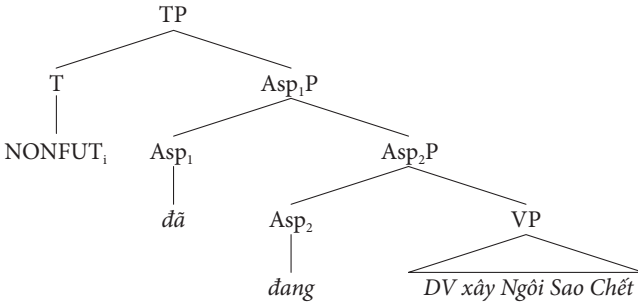 TP
T Asp₁P
NONFUTᵢ Asp₁ Asp₂P
đã Asp₂ VP
đang DV xây Ngôi Sao Chết